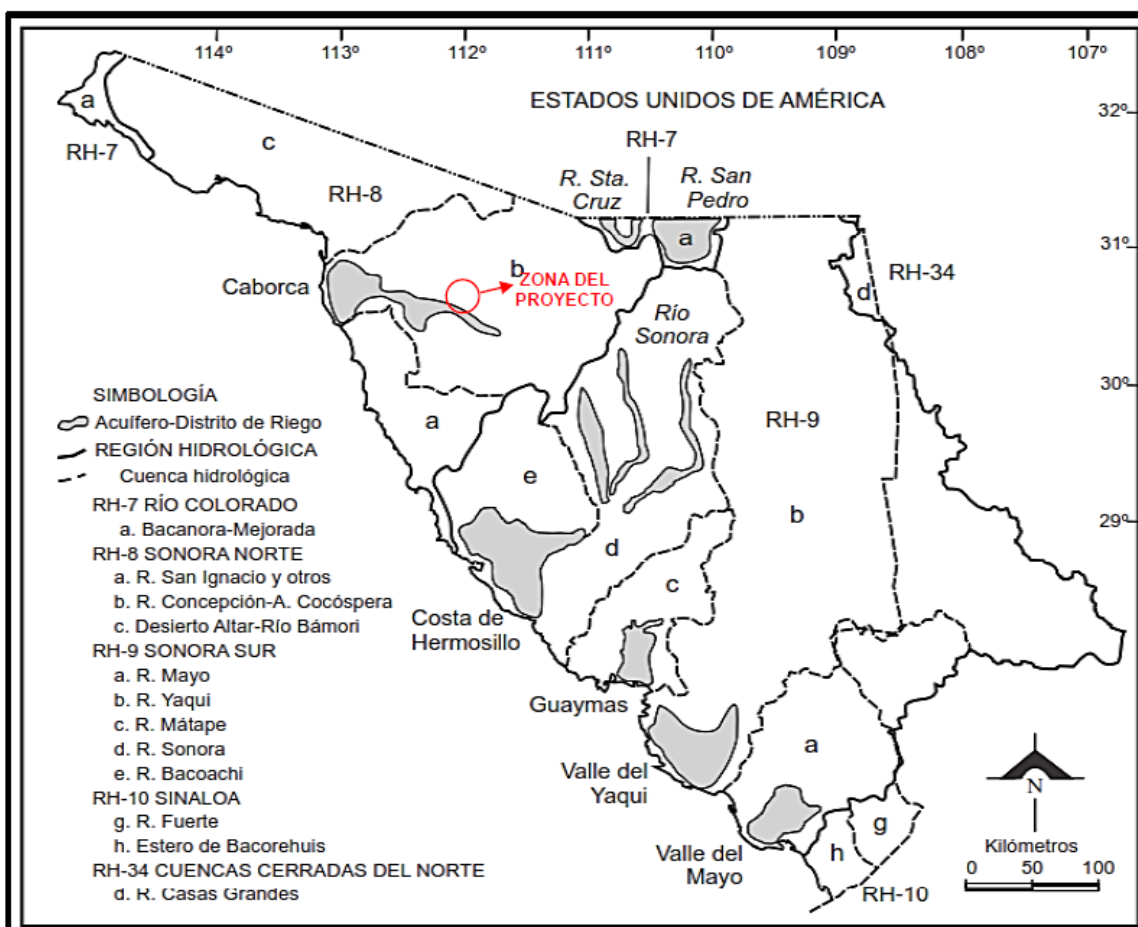 114º 113º 112º 111º 110º 109º 108º 107º
ESTADOS UNIDOS DE AMÉRICA
32º
a
RH-7
c
RH-7
RH-8
R. Sta.
Cruz
R. San
Pedro
a
31º
RH-34
d
Caborca
b
ZONA DEL
PROYECTO
Río
Sonora
30º
SIMBOLOGÍA
Acuífero-Distrito de Riego
REGIÓN HIDROLÓGICA
Cuenca hidrológica
RH-7 RÍO COLORADO
a. Bacanora-Mejorada
RH-8 SONORA NORTE
a. R. San Ignacio y otros
b. R. Concepción-A. Cocóspera
c. Desierto Altar-Río Bámori
RH-9 SONORA SUR
a. R. Mayo
b. R. Yaqui
c. R. Mátape
d. R. Sonora
e. R. Bacoachi
RH-10 SINALOA
g. R. Fuerte
h. Estero de Bacorehuis
RH-34 CUENCAS CERRADAS DEL NORTE
d. R. Casas Grandes
a
RH-9
e
b
29º
d
c
Costa de
Hermosillo
Guaymas
a
Valle del
Yaqui
g
h
Valle del
Mayo
RH-10
N
Kilómetros
0 50 100